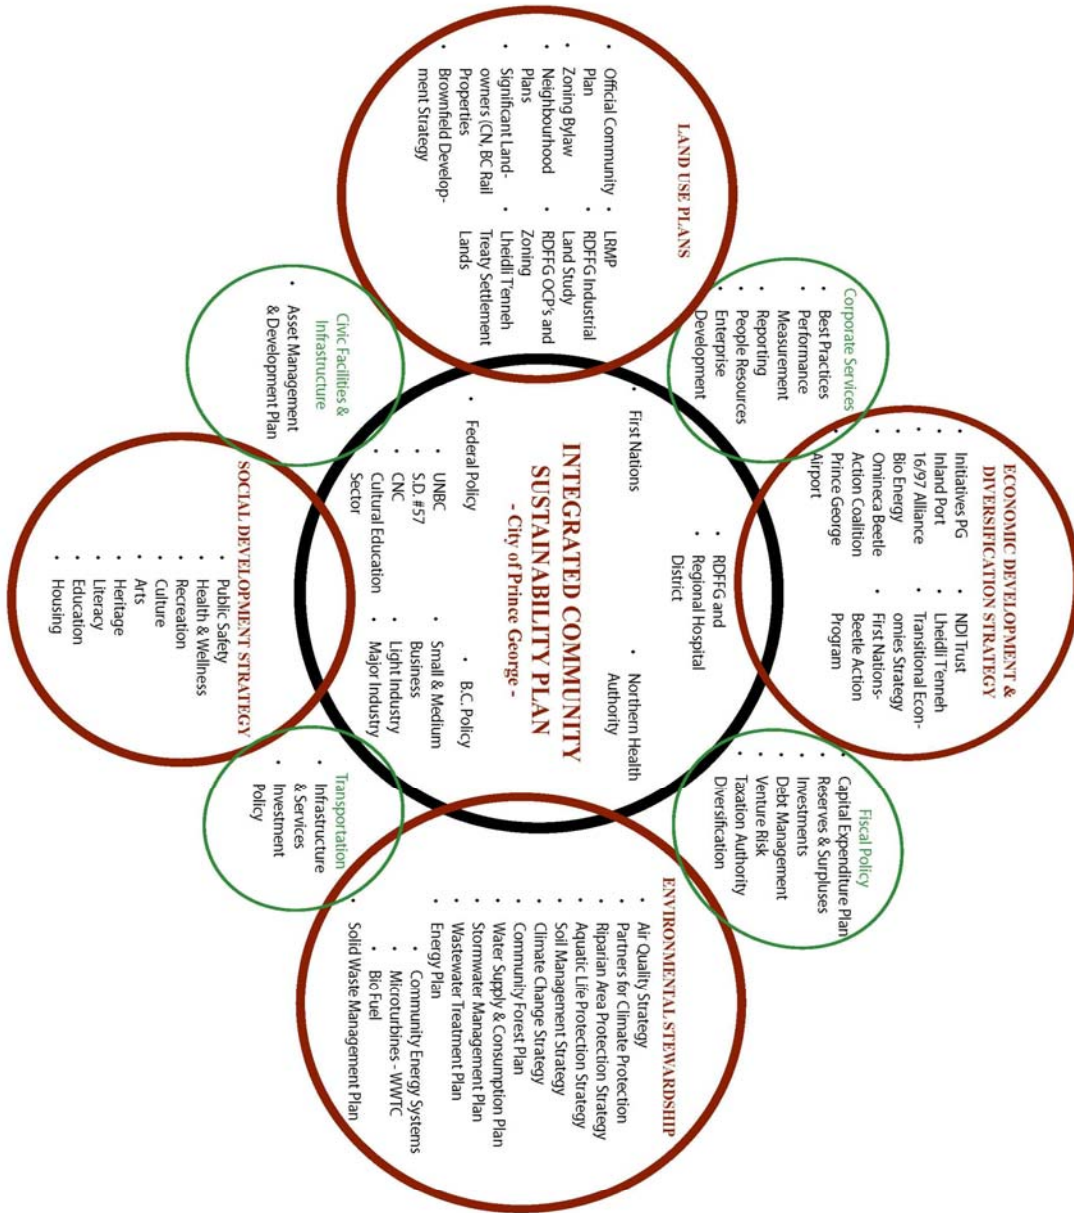 ECONOMIC DEVELOPMENT &
DIVERSIFICATION STRATEGY
• Initiatives PG
• Inland Port
• 16/97 Alliance
• Bio Energy
• Omineca Beetle
Action Coalition
• Prince George
Airport
• NDI Trust
• Lheidli T'enneh
• Transitional Econ-
omies Strategy
• First Nations-
Beetle Action
Program
Corporate Services
• Best Practices
• Performance
Measurement
• Reporting
• People Resources
• Enterprise
Development
Fiscal Policy
• Capital Expenditure Plan
• Reserves & Surpluses
• Investments
• Debt Management
• Venture Risk
• Taxation Authority
Diversification
LAND USE PLANS
• Official Community
Plan
• Zoning Bylaw
• Neighbourhood
Plans
• Significant Land-
owners (CN, BC Rail
Properties
• Brownfield Develop-
ment Strategy
• LRMP
• RDFFG Industrial
Land Study
• RDFFG OCP's and
Zoning
• Lheidli T'enneh
Treaty Settlement
Lands
• RDFFG and
• Regional Hospital
District
• First Nations
• Northern Health
Authority
INTEGRATED COMMUNITY
SUSTAINABILITY PLAN
- City of Prince George -
• Federal Policy
• B.C. Policy
• UNBC
• S.D. #57
• CNC
• Cultural Education
Sector
• Small & Medium
Business
• Light Industry
• Major Industry
ENVIRONMENTAL STEWARDSHIP
• Air Quality Strategy
• Partners for Climate Protection
• Riparian Area Protection Strategy
• Aquatic Life Protection Strategy
• Soil Management Strategy
• Climate Change Strategy
• Community Forest Plan
• Water Supply & Consumption Plan
• Stormwater Management Plan
• Wastewater Treatment Plan
• Energy Plan
• Community Energy Systems
• Microturbines - WWTC
• Bio Fuel
• Solid Waste Management Plan
Civic Facilities &
Infrastructure
• Asset Management
& Development Plan
Transportation
• Infrastructure
& Services
• Investment
Policy
SOCIAL DEVELOPMENT STRATEGY
• Public Safety
• Health & Wellness
• Recreation
• Culture
• Arts
• Heritage
• Literacy
• Education
• Housing